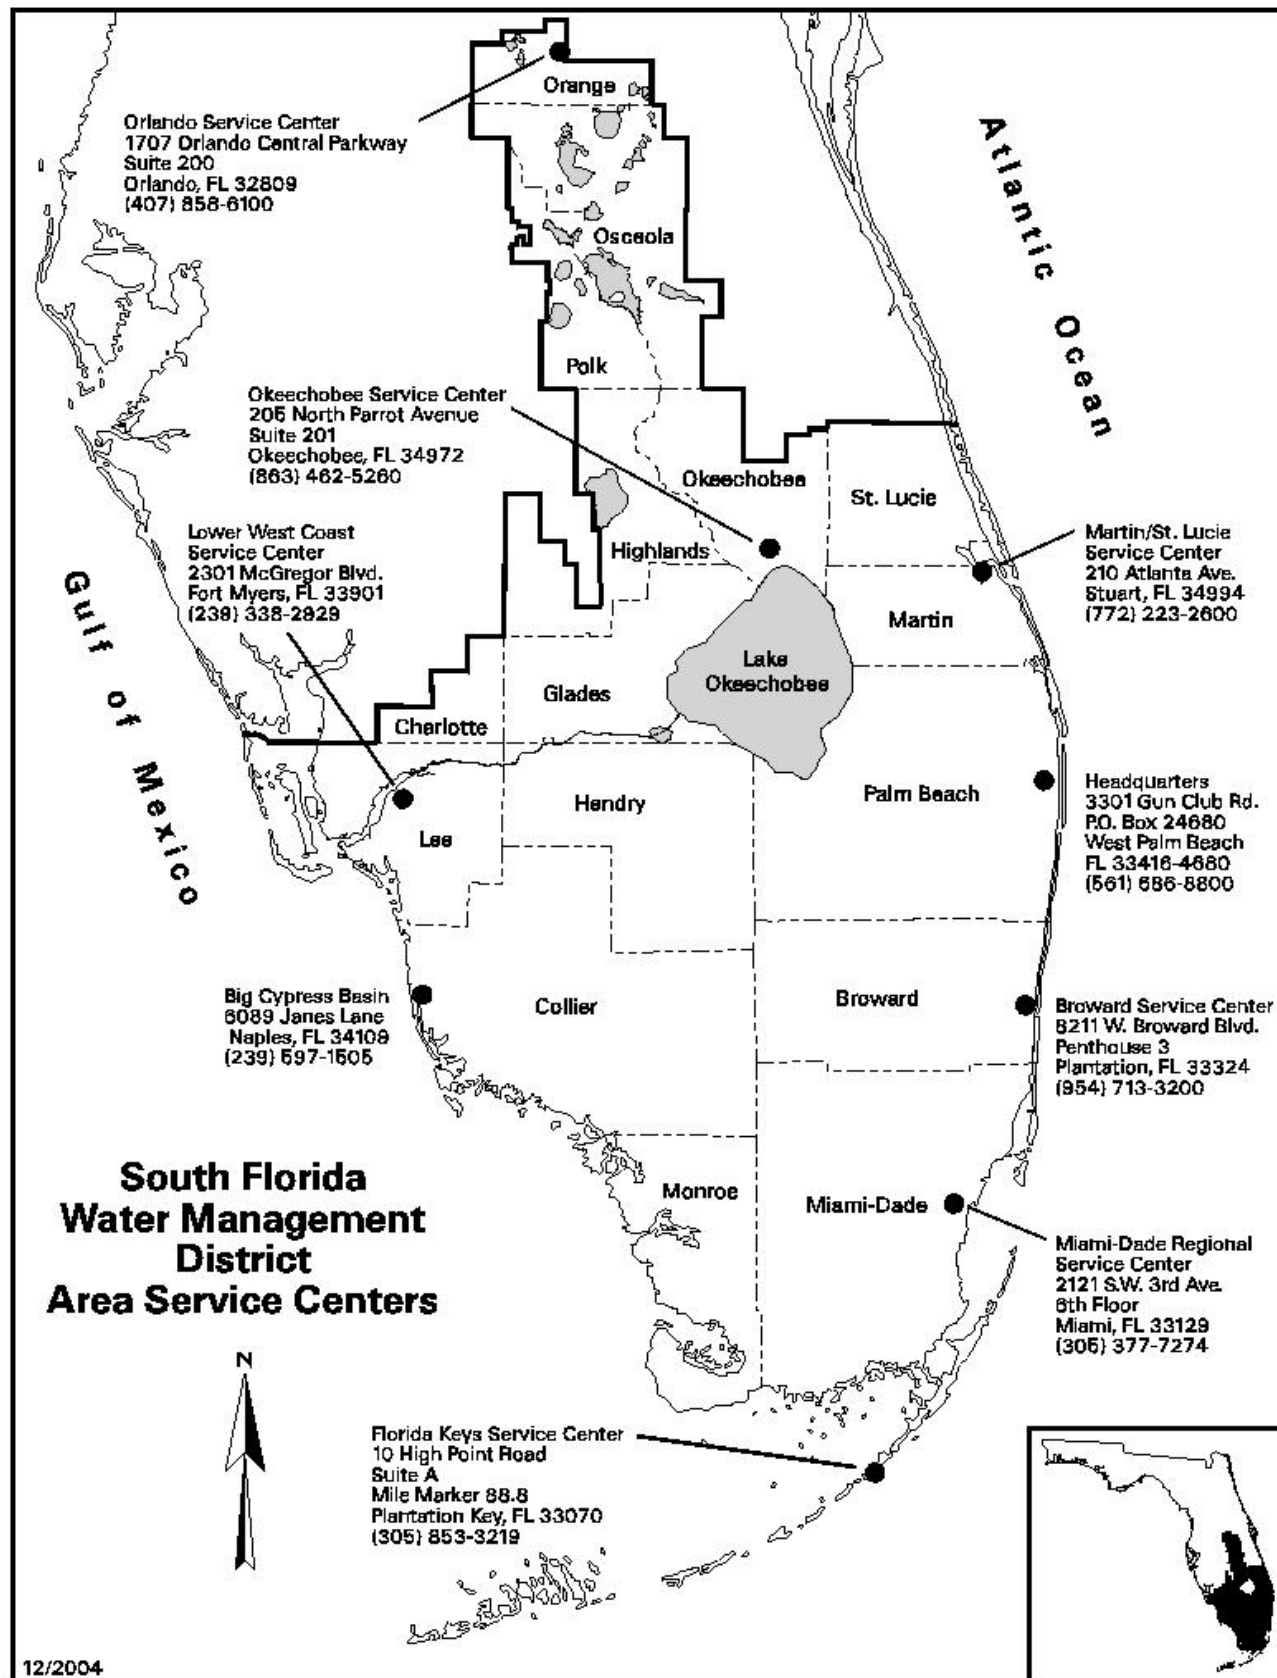 Orange
Orlando Service Center
1707 Orlando Central Parkway
Suite 200
Orlando, FL 32809
(407) 858-6100
Atlantic Ocean
Osceola
Polk
Okeechobee Service Center
205 North Parrot Avenue
Suite 201
Okeechobee, FL 34972
(863) 462-5260
Okeechobee
St. Lucie
Lower West Coast
Service Center
2301 McGregor Blvd.
Fort Myers, FL 33901
(239) 338-2929
Highlands
Martin/St. Lucie
Service Center
210 Atlanta Ave.
Stuart, FL 34994
(772) 223-2600
Gulf of Mexico
Martin
Lake
Okeechobee
Glades
Charlotte
Hendry
Palm Beach
Headquarters
3301 Gun Club Rd.
P.O. Box 24680
West Palm Beach
FL 33416-4680
(561) 686-8800
Lee
Big Cypress Basin
6089 Janes Lane
Naples, FL 34109
(239) 597-1505
Collier
Broward
Broward Service Center
8211 W. Broward Blvd.
Penthouse 3
Plantation, FL 33324
(954) 713-3200
South Florida
Water Management
District
Area Service Centers
Monroe
Miami-Dade
Miami-Dade Regional
Service Center
2121 S.W. 3rd Ave.
6th Floor
Miami, FL 33129
(305) 377-7274
N
Florida Keys Service Center
10 High Point Road
Suite A
Mile Marker 88.8
Plantation Key, FL 33070
(305) 853-3219
12/2004